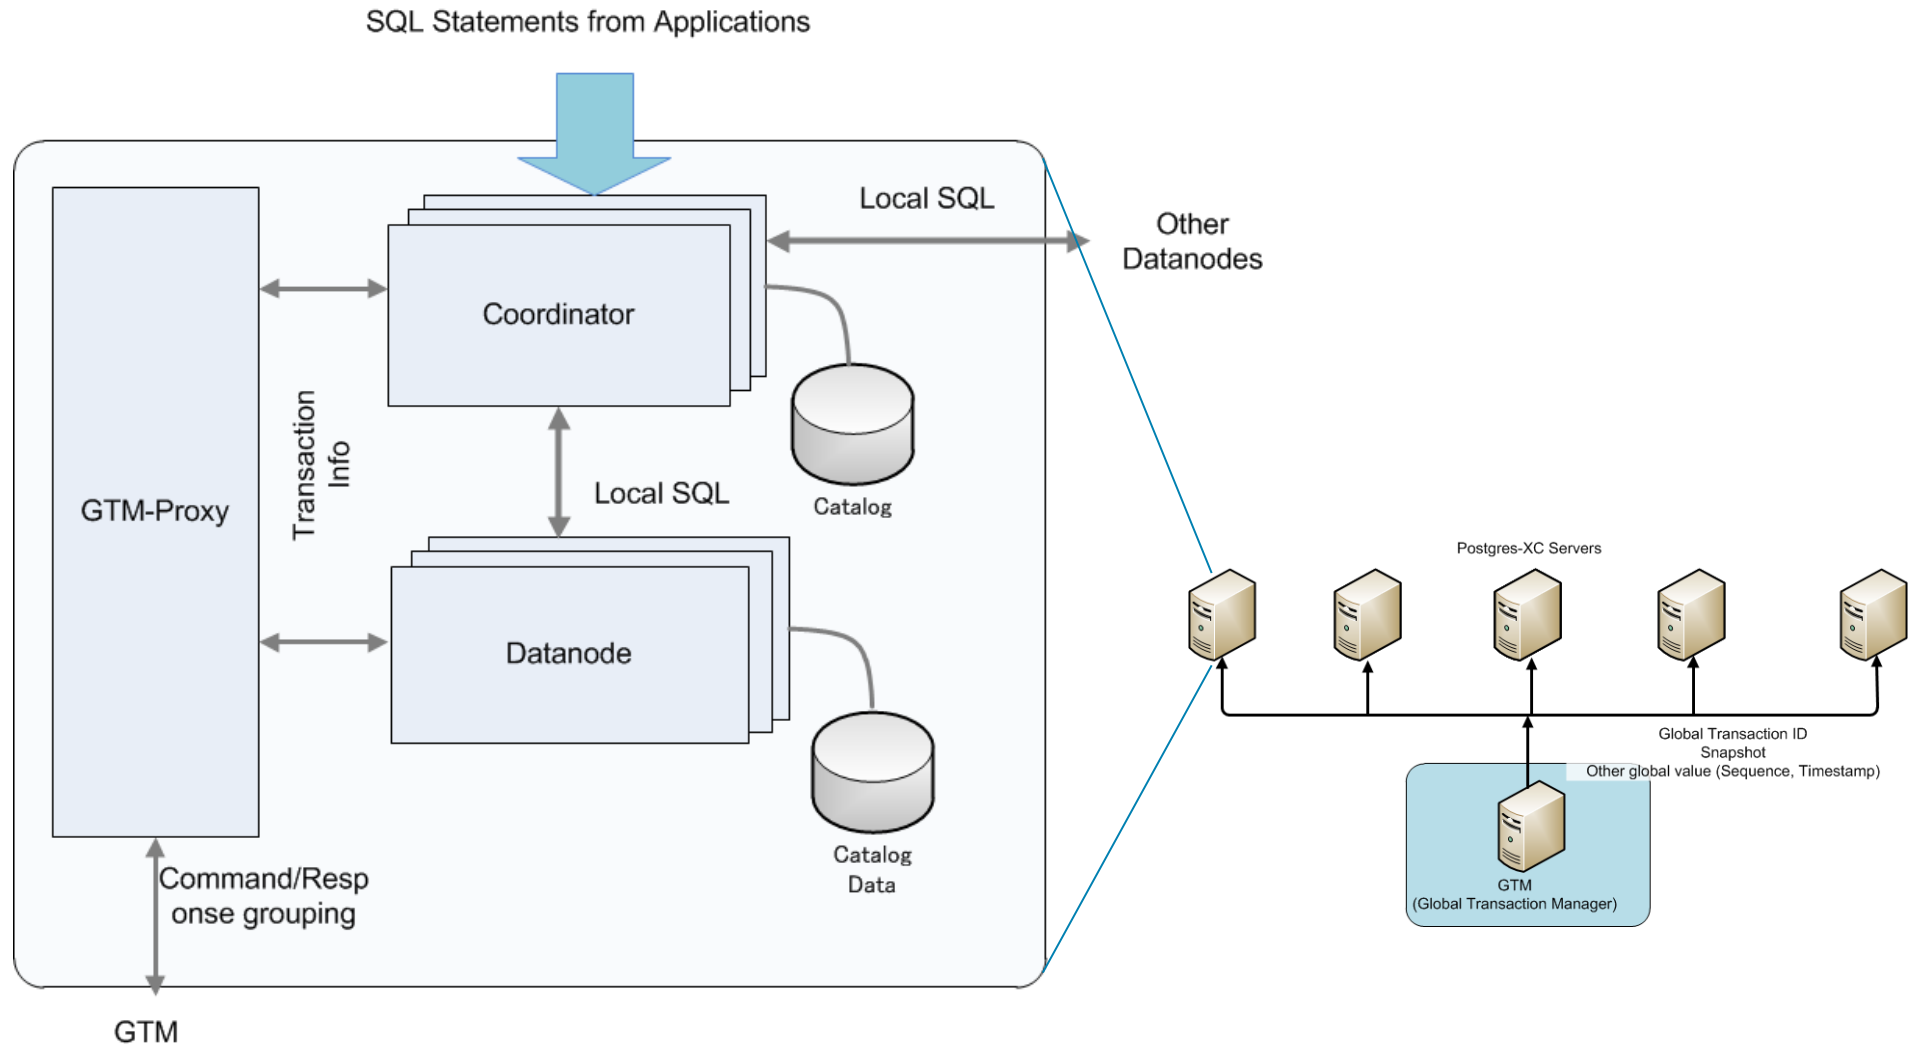 SQL Statements from Applications
Local SQL
Other
Datanodes
Coordinator
Transaction
Info
GTM-Proxy
Local SQL
Catalog
Datanode
Catalog
Data
Command/Resp
onse grouping
GTM
Postgres-XC Servers
Global Transaction ID
Snapshot
Other global value (Sequence, Timestamp)
GTM
(Global Transaction Manager)